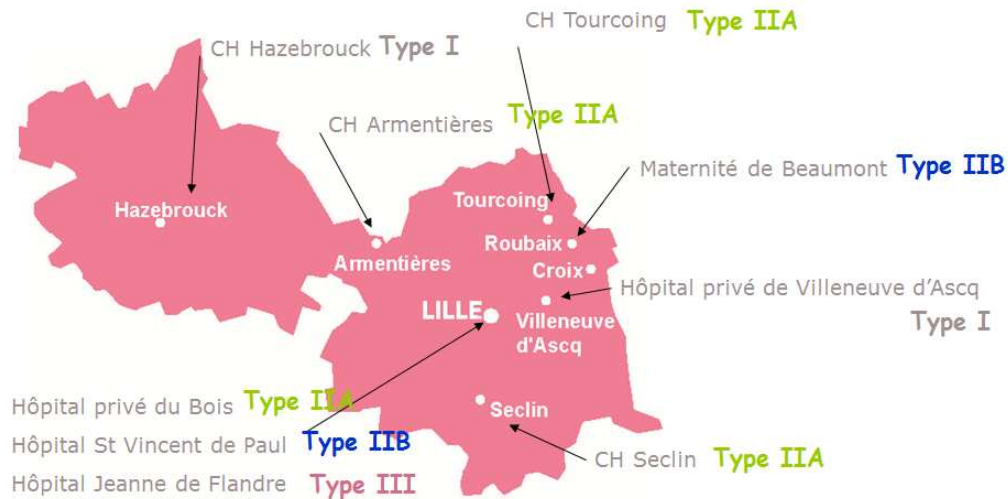 CH Tourcoing Type IIA
CH Hazebrouck Type I
CH Armentières Type IIA
Maternité de Beaumont Type IIB
Tourcoing
Hazebrouck
Roubaix
Armentières
Croix
Hôpital privé de Villeneuve d'Ascq
Type I
LILLE
Villeneuve
d'Ascq
Hôpital privé du Bois Type IIA
Seclin
Hôpital St Vincent de Paul Type IIB
CH Seclin Type IIA
Hôpital Jeanne de Flandre Type III